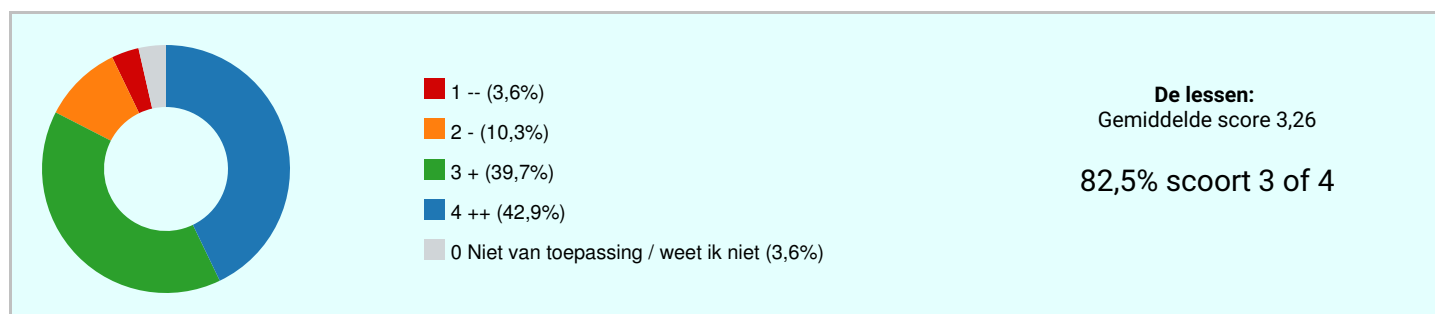 1 -- (3,6%)
2 - (10,3%)
3 + (39,7%)
4 ++ (42,9%)
0 Niet van toepassing / weet ik niet (3,6%)
De lessen:
Gemiddelde score 3,26
82,5% scoort 3 of 4